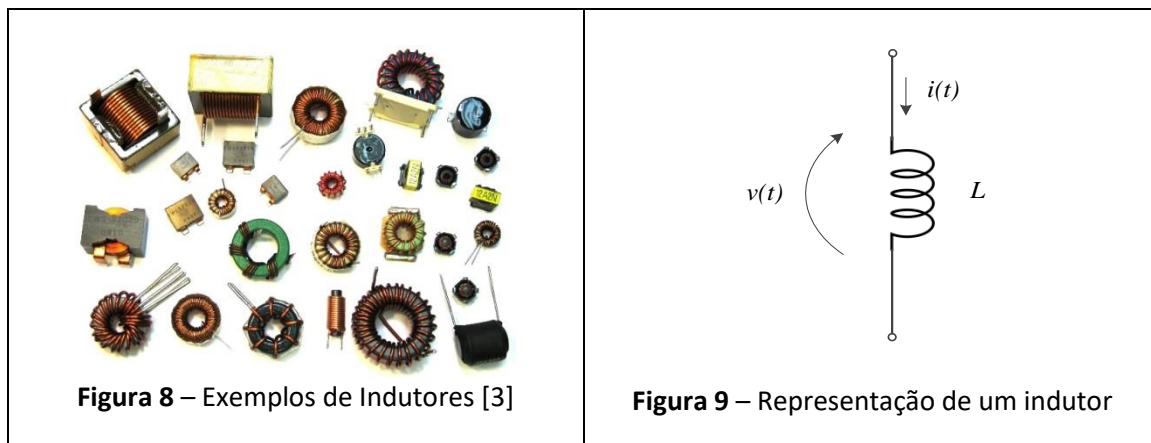 Figura 8 – Exemplos de Indutores [3]
i(t)
v(t)
L
Figura 9 – Representação de um indutor